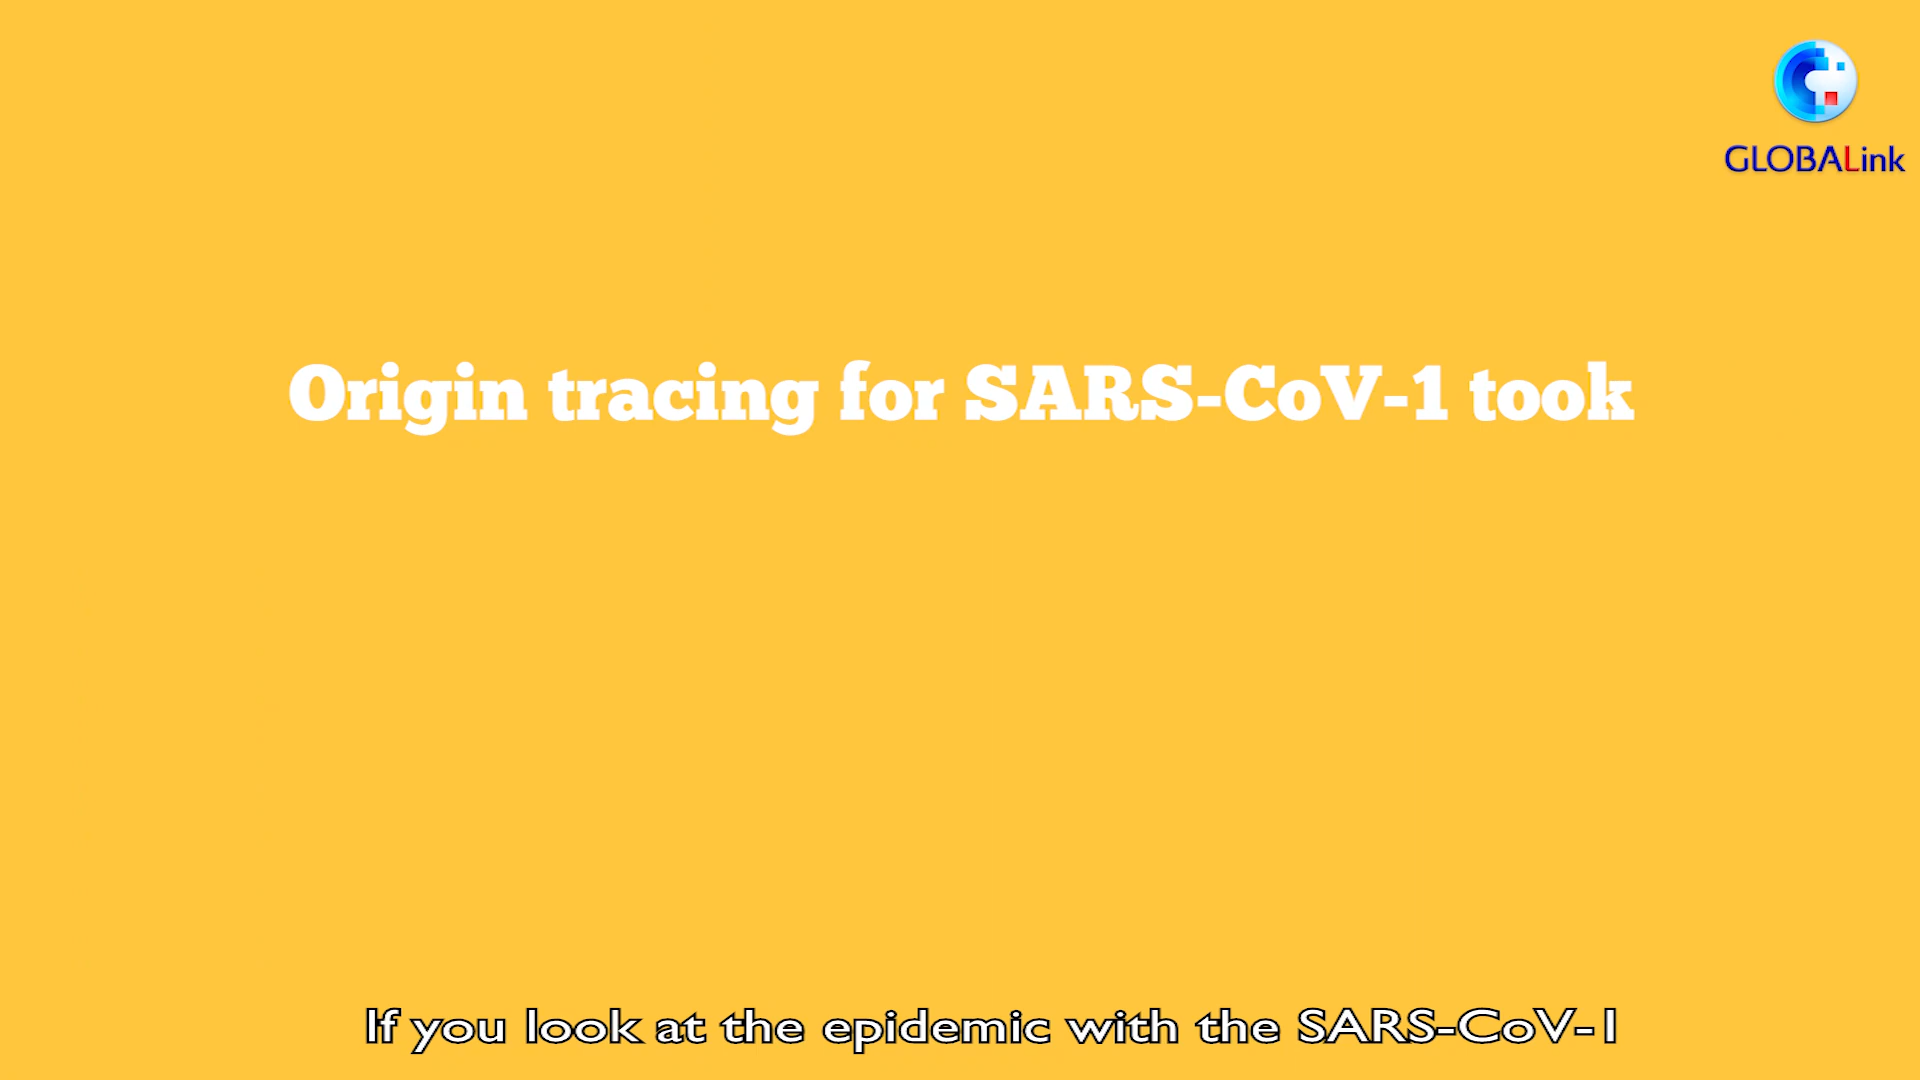 GLOBALink
Origin tracing for SARS-CoV-1 took
If you look at the epidemic with the SARS-CoV-1